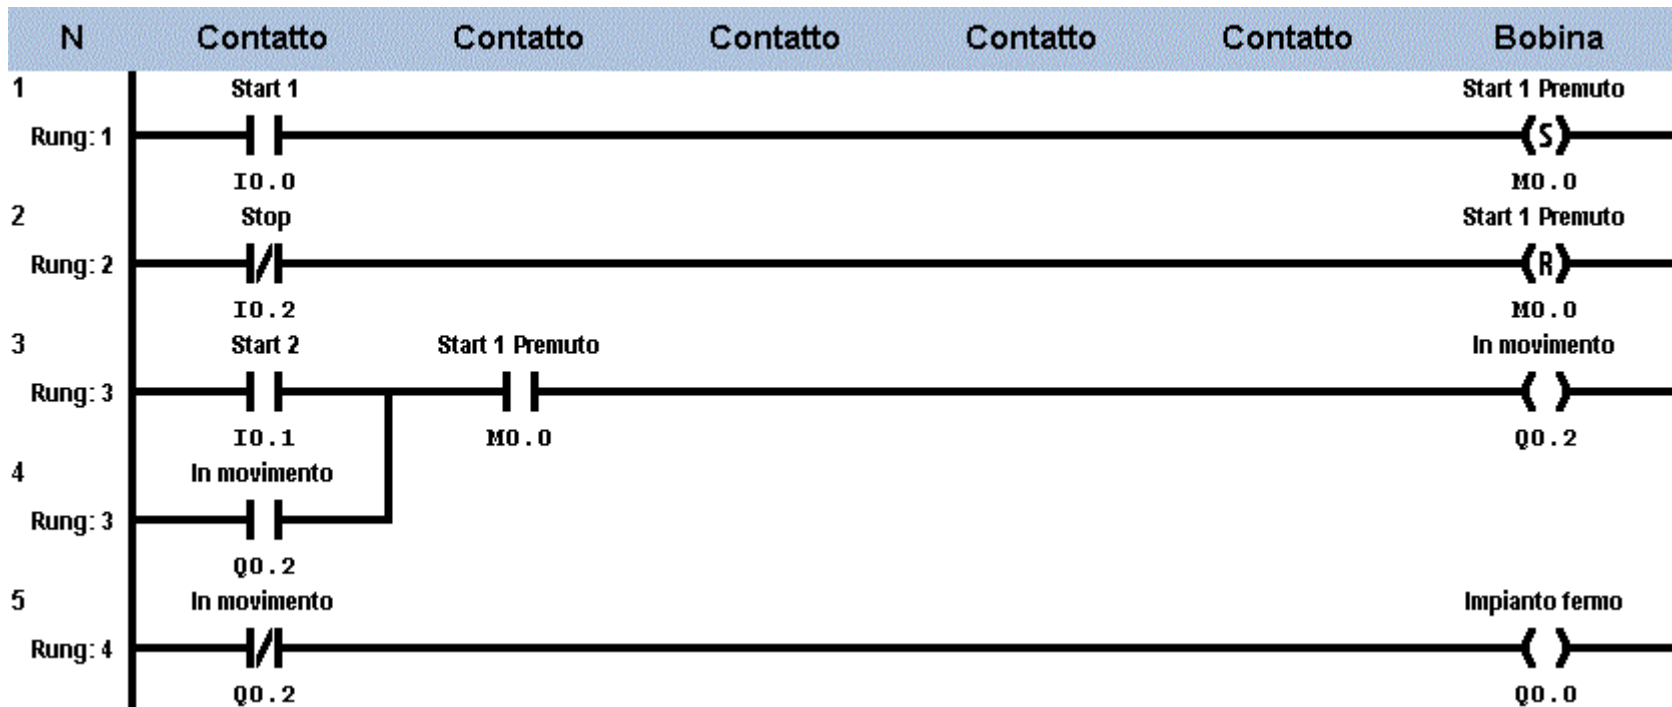 N Contatto Contatto Contatto Contatto Contatto Bobina
1 Start 1 Start 1 Premuto
Rung: 1 (S)
I0.0 M0.0
2 Stop Start 1 Premuto
Rung: 2 (R)
I0.2 M0.0
3 Start 2 Start 1 Premuto In movimento
Rung: 3
I0.1 M0.0 Q0.2
4 In movimento
Rung: 3
Q0.2
5 In movimento Impianto fermo
Rung: 4
Q0.2 Q0.0